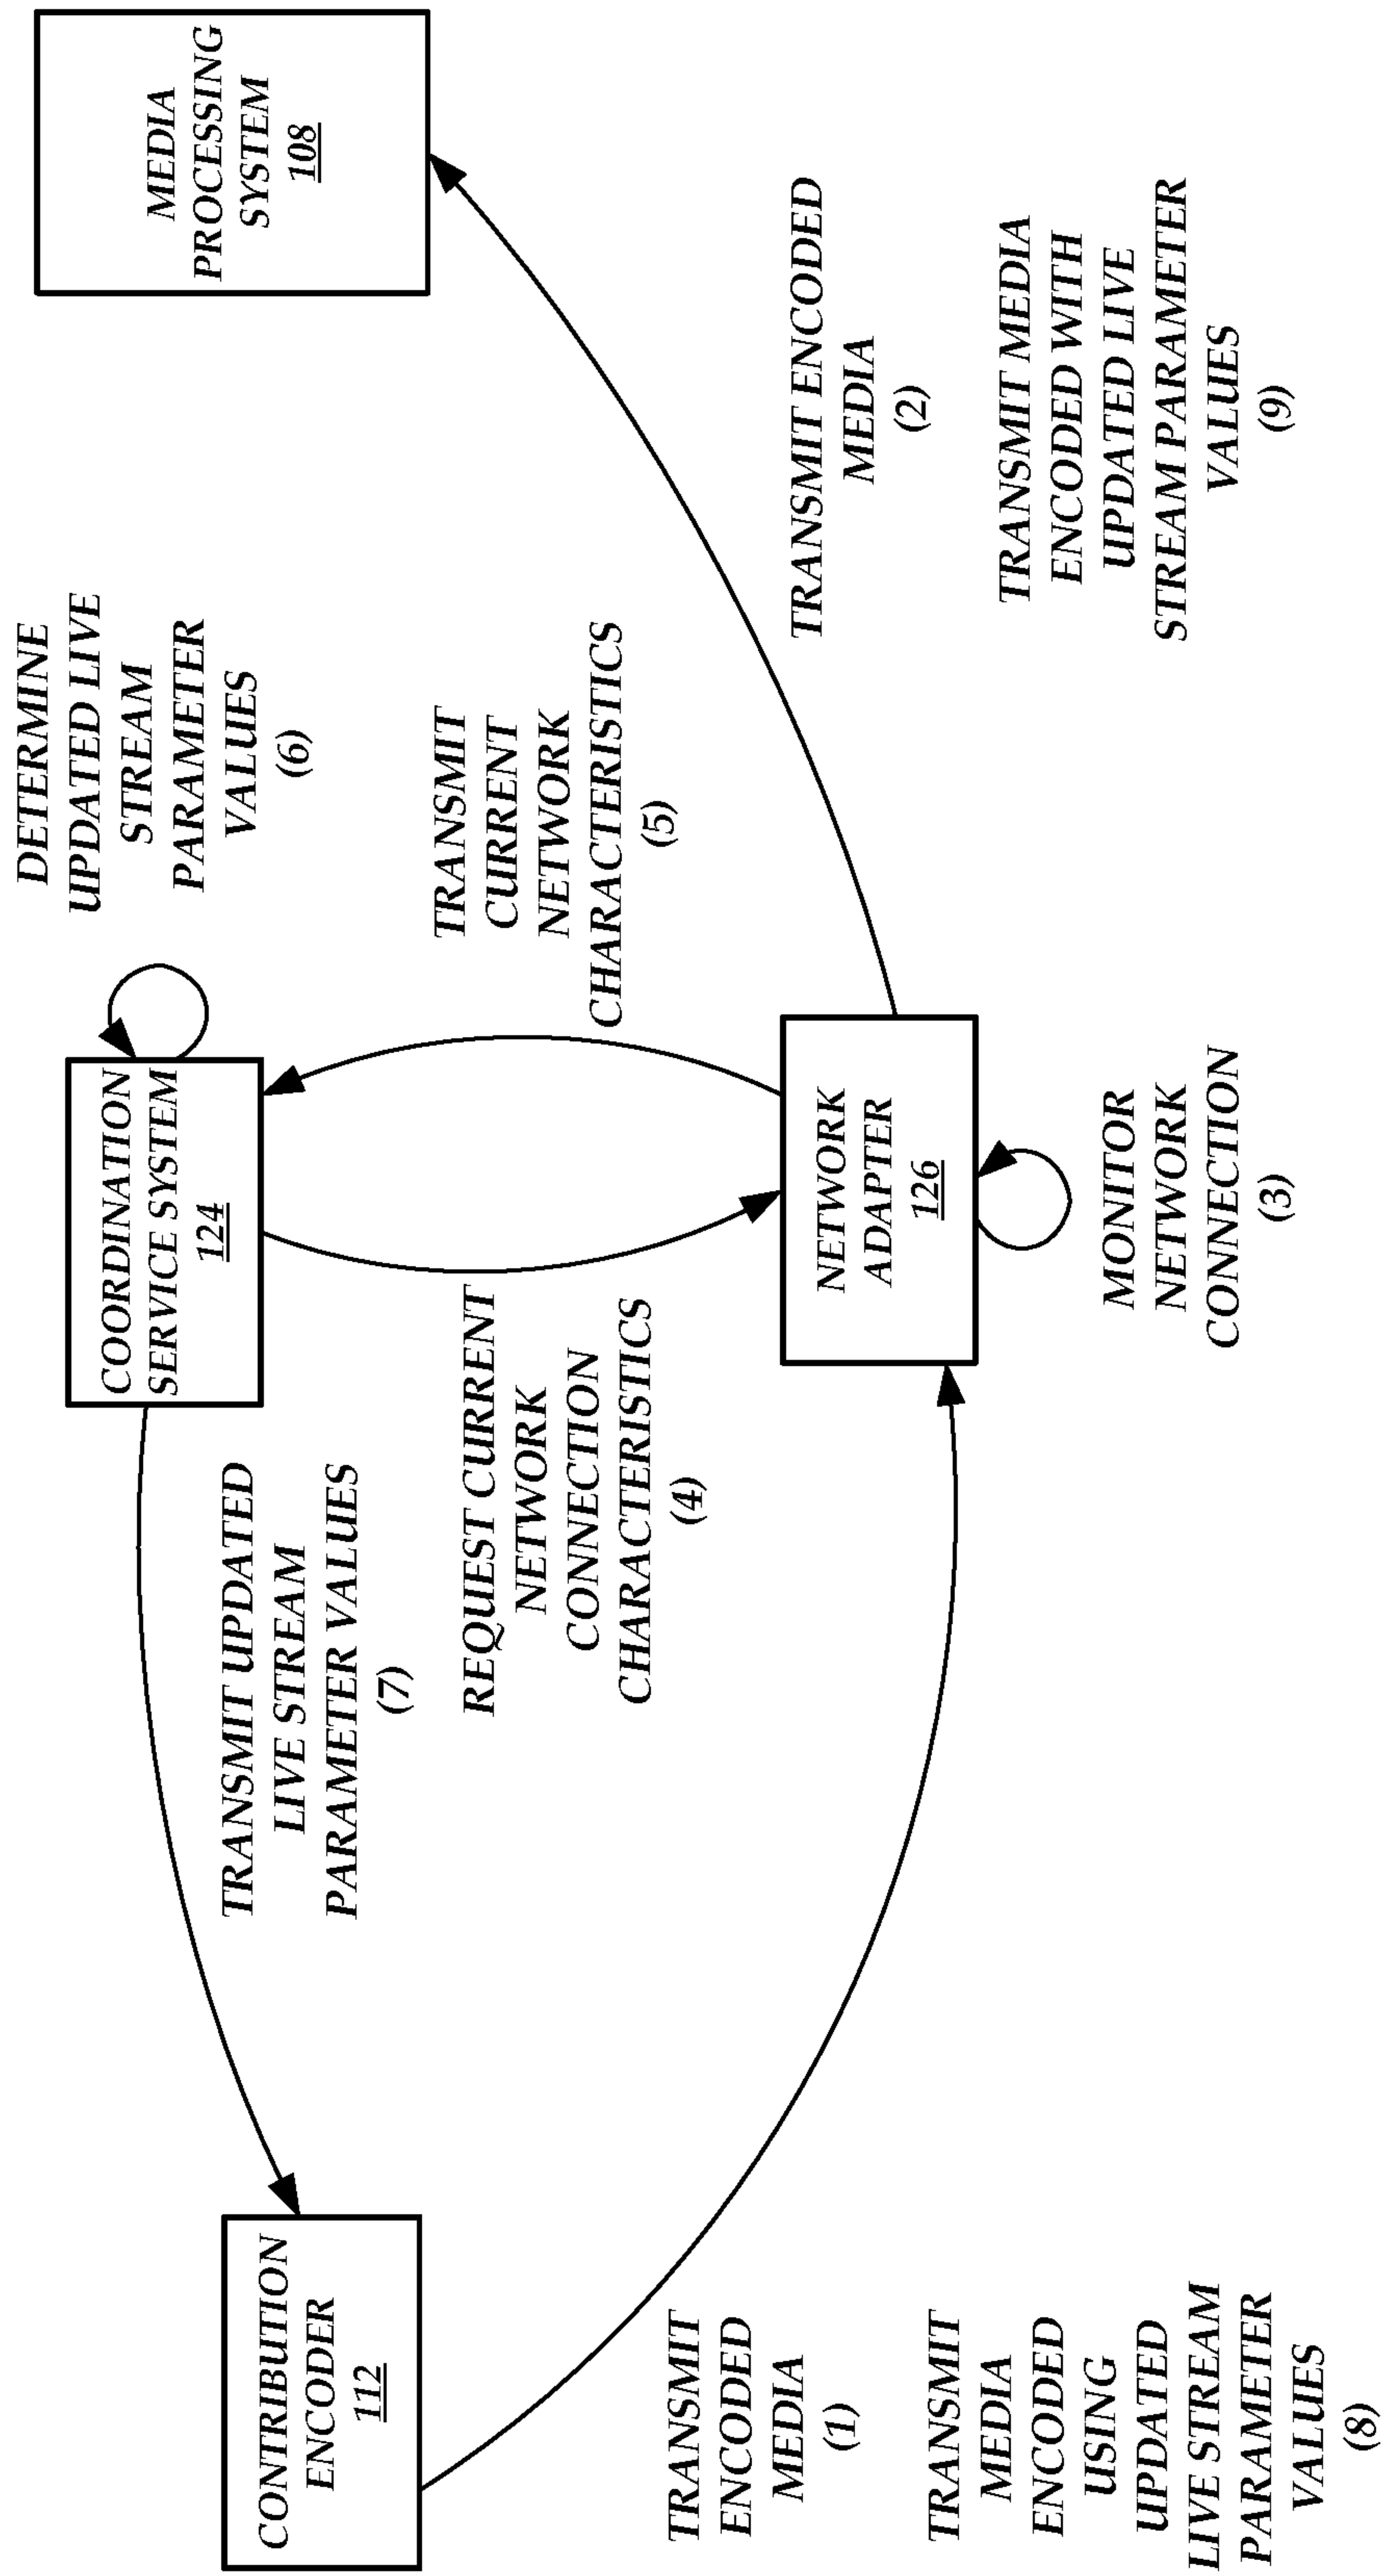 MEDIA
PROCESSING
SYSTEM
108
DETERMINE
UPDATED LIVE
STREAM
PARAMETER
VALUES
(6)
COORDINATION
SERVICE SYSTEM
124
TRANSMIT
CURRENT
NETWORK
CHARACTERISTICS
(5)
TRANSMIT UPDATED
LIVE STREAM
PARAMETER VALUES
(7)
REQUEST CURRENT
NETWORK
CONNECTION
CHARACTERISTICS
(4)
CONTRIBUTION
ENCODER
112
NETWORK
ADAPTER
126
TRANSMIT ENCODED
MEDIA
(2)
TRANSMIT MEDIA
ENCODED WITH
UPDATED LIVE
STREAM PARAMETER
VALUES
(9)
MONITOR
NETWORK
CONNECTION
(3)
TRANSMIT
ENCODED
MEDIA
(1)
TRANSMIT
MEDIA
ENCODED
USING
UPDATED
LIVE STREAM
PARAMETER
VALUES
(8)